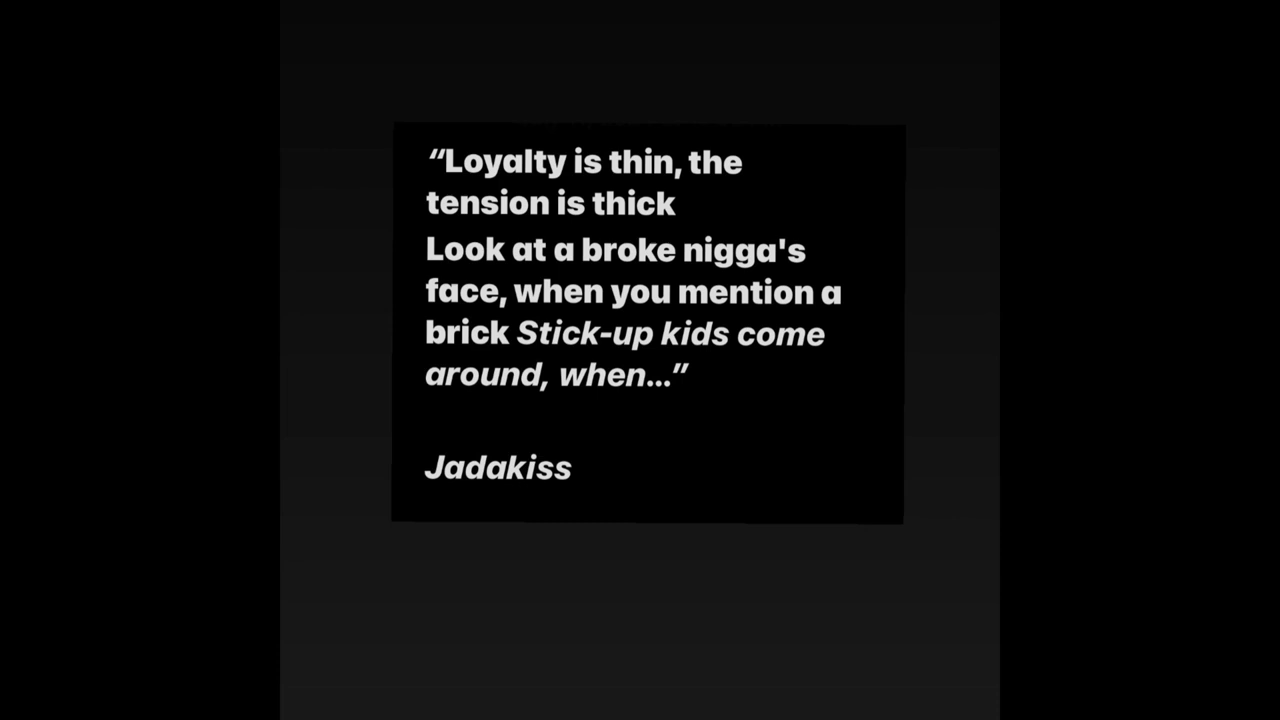 “Loyalty is thin, the
tension is thick
Look at a broke nigga's
face, when you mention a
brick Stick-up kids come
around, when...”
Jadakiss